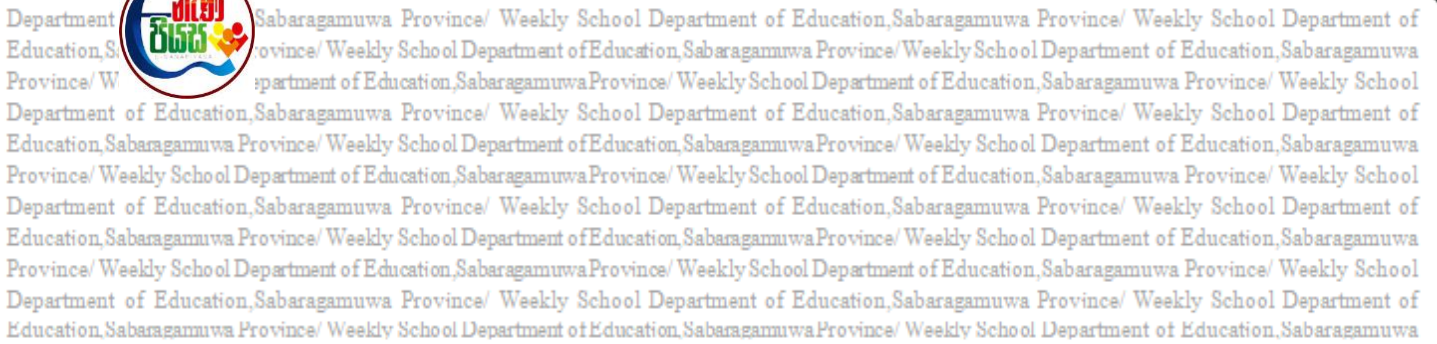 Department Sabaragamuwa Province/ Weekly School Department of Education,Sabaragamuwa Province/ Weekly School Department of
Education,S ovince/ Weekly School Department of Education,Sabaragamuwa Province/ Weekly School Department of Education,Sabaragamuwa
Province/ W epartment of Education,Sabaragamuwa Province/ Weekly School Department of Education,Sabaragamuwa Province/ Weekly School
පියස
Department of Education,Sabaragamuwa Province/ Weekly School Department of Education,Sabaragamuwa Province/ Weekly School Department of
Education,Sabaragamuwa Province/ Weekly School Department of Education,Sabaragamuwa Province/ Weekly School Department of Education,Sabaragamuwa
Province/ Weekly School Department of Education,Sabaragamuwa Province/ Weekly School Department of Education,Sabaragamuwa Province/ Weekly School
Department of Education,Sabaragamuwa Province/ Weekly School Department of Education,Sabaragamuwa Province/ Weekly School Department of
Education,Sabaragamuwa Province/ Weekly School Department of Education,Sabaragamuwa Province/ Weekly School Department of Education,Sabaragamuwa
Province/ Weekly School Department of Education,Sabaragamuwa Province/ Weekly School Department of Education,Sabaragamuwa Province/ Weekly School
Department of Education,Sabaragamuwa Province/ Weekly School Department of Education,Sabaragamuwa Province/ Weekly School Department of
Education,Sabaragamuwa Province/ Weekly School Department of Education,Sabaragamuwa Province/ Weekly School Department of Education,Sabaragamuwa